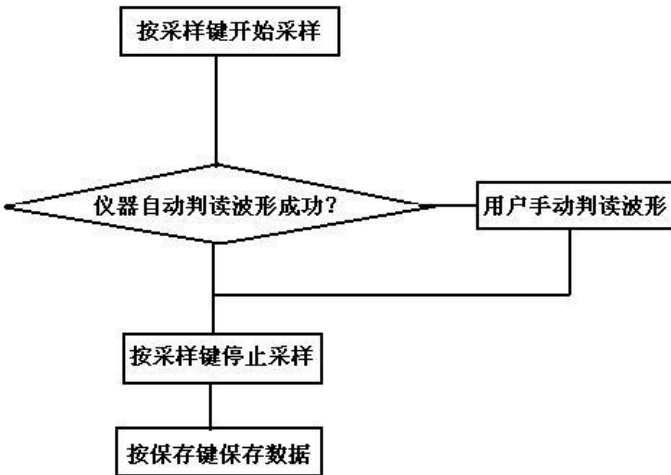 按采样键开始采样
仪器自动判读波形成功?
用户手动判读波形
按采样键停止采样
按保存键保存数据